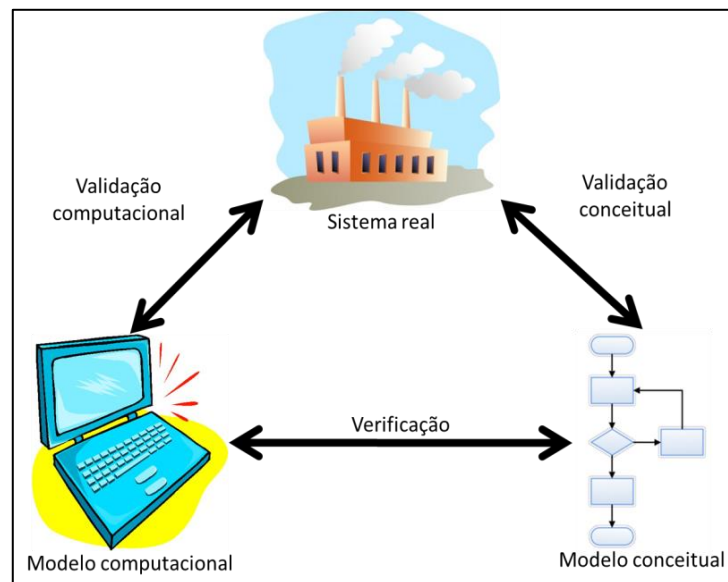 Validação
computacional
Validação
conceitual
Sistema real
Verificação
Modelo computacional
Modelo conceitual